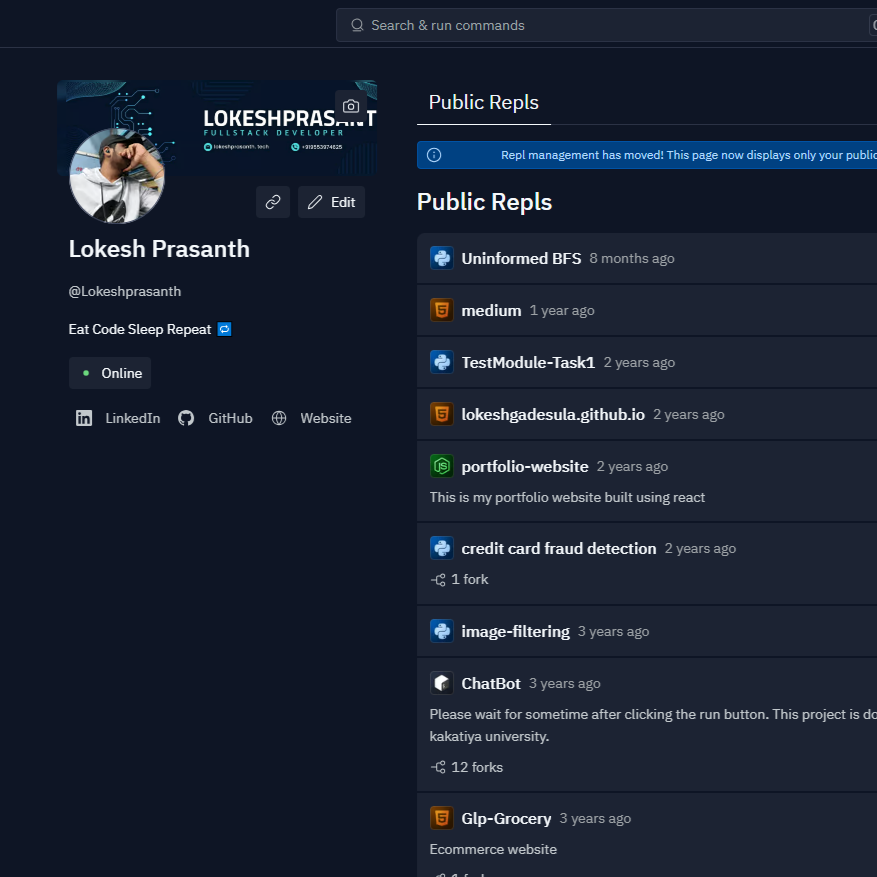 Search & run commands
LOKESHPRASANT
FULLSTACK DEVELOPER
lokeshprasanth.tech +919553974625
Edit
Lokesh Prasanth
@Lokeshprasanth
Eat Code Sleep Repeat
Online
LinkedIn GitHub Website
Public Repls
Repl management has moved! This page now displays only your public
Public Repls
Uninformed BFS 8 months ago
medium 1 year ago
TestModule-Task1 2 years ago
lokeshgadesula.github.io 2 years ago
portfolio-website 2 years ago
This is my portfolio website built using react
credit card fraud detection 2 years ago
1 fork
image-filtering 3 years ago
ChatBot 3 years ago
Please wait for sometime after clicking the run button. This project is do
kakatiya university.
12 forks
Glp-Grocery 3 years ago
Ecommerce website